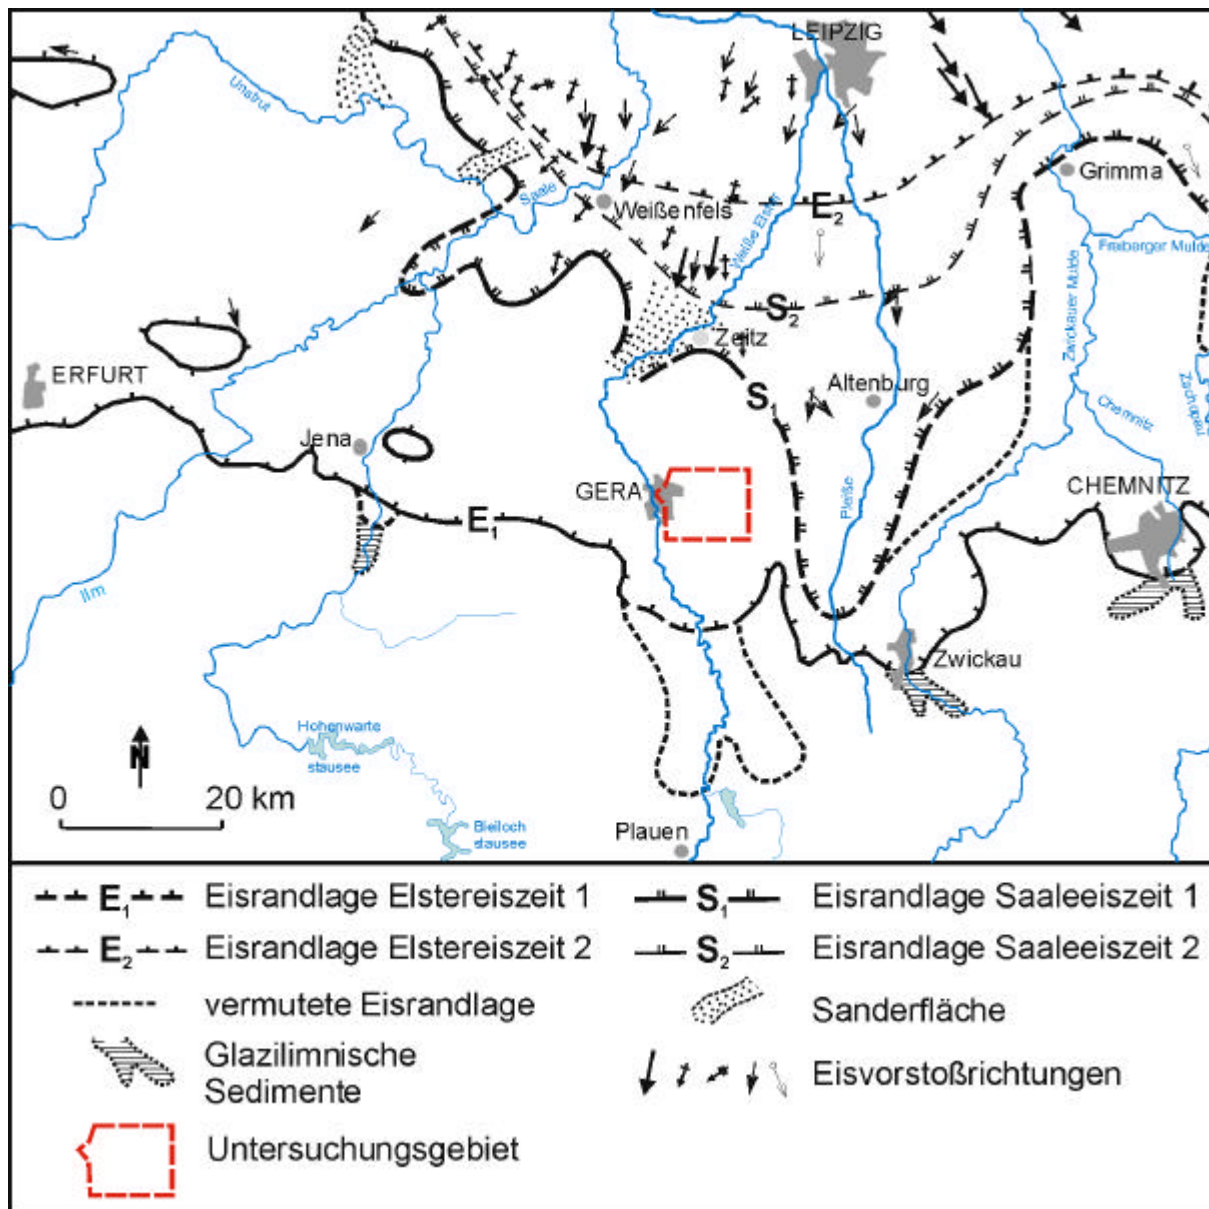 LEIPZIG
Unstrut
Grimma
Saale
Weißenfels
E2
Weiße Elster
Freiberger Mulde
Zwickauer Mulde
S2
Zeitz
ERFURT
S1
Altenburg
Chemnitz
Zschopau
Jena
GERA
CHEMNITZ
Pleiße
E1
Ilm
Zwickau
Hohenwarte
stausee
N
0 20 km
Plauen
Bleiloch
stausee
E1 Eisrandlage Elstereiszeit 1
S1 Eisrandlage Saaleeiszeit 1
E2 Eisrandlage Elstereiszeit 2
S2 Eisrandlage Saaleeiszeit 2
vermutete Eisrandlage
Sanderfläche
Glazilimnische
Sedimente
Eisvorstoßrichtungen
Untersuchungsgebiet